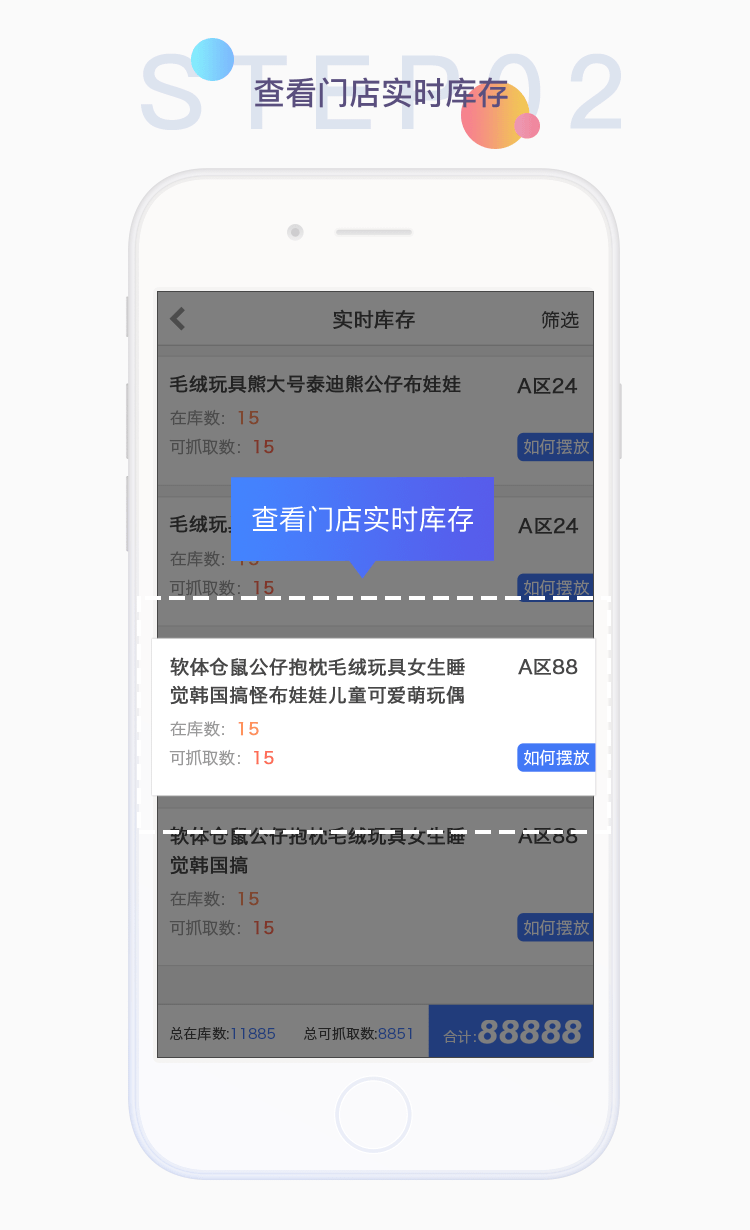 STEP02
查看门店实时库存
实时库存
筛选
毛绒玩具熊大号泰迪熊公仔布娃娃
A区24
在库数：15
可抓取数：15
如何摆放
毛绒玩
A区24
查看门店实时库存
在库数：15
可抓取数：15
如何摆放
软体仓鼠公仔抱枕毛绒玩具女生睡
A区88
觉韩国搞怪布娃娃儿童可爱萌玩偶
在库数：15
可抓取数：15
如何摆放
软体仓鼠公仔抱枕毛绒玩具女生睡
A区88
觉韩国搞
在库数：15
可抓取数：15
如何摆放
总在库数:11885
总可抓取数:8851
合计:88888